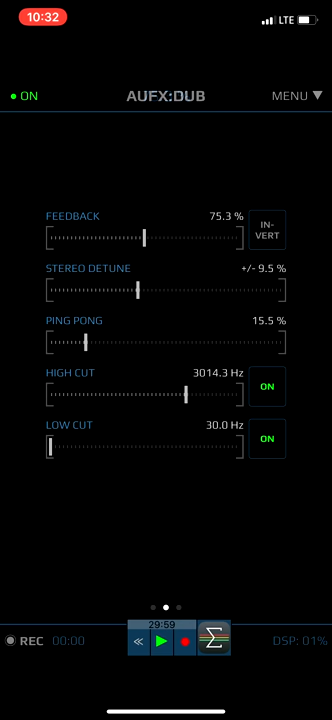 10:32
LTE
ON
AUFX:DUB
MENU
FEEDBACK
75.3 %
IN-
VERT
STEREO DETUNE
+/- 9.5 %
PING PONG
15.5 %
HIGH CUT
3014.3 Hz
ON
LOW CUT
30.0 Hz
ON
29:59
REC
00:00
DSP: 01%